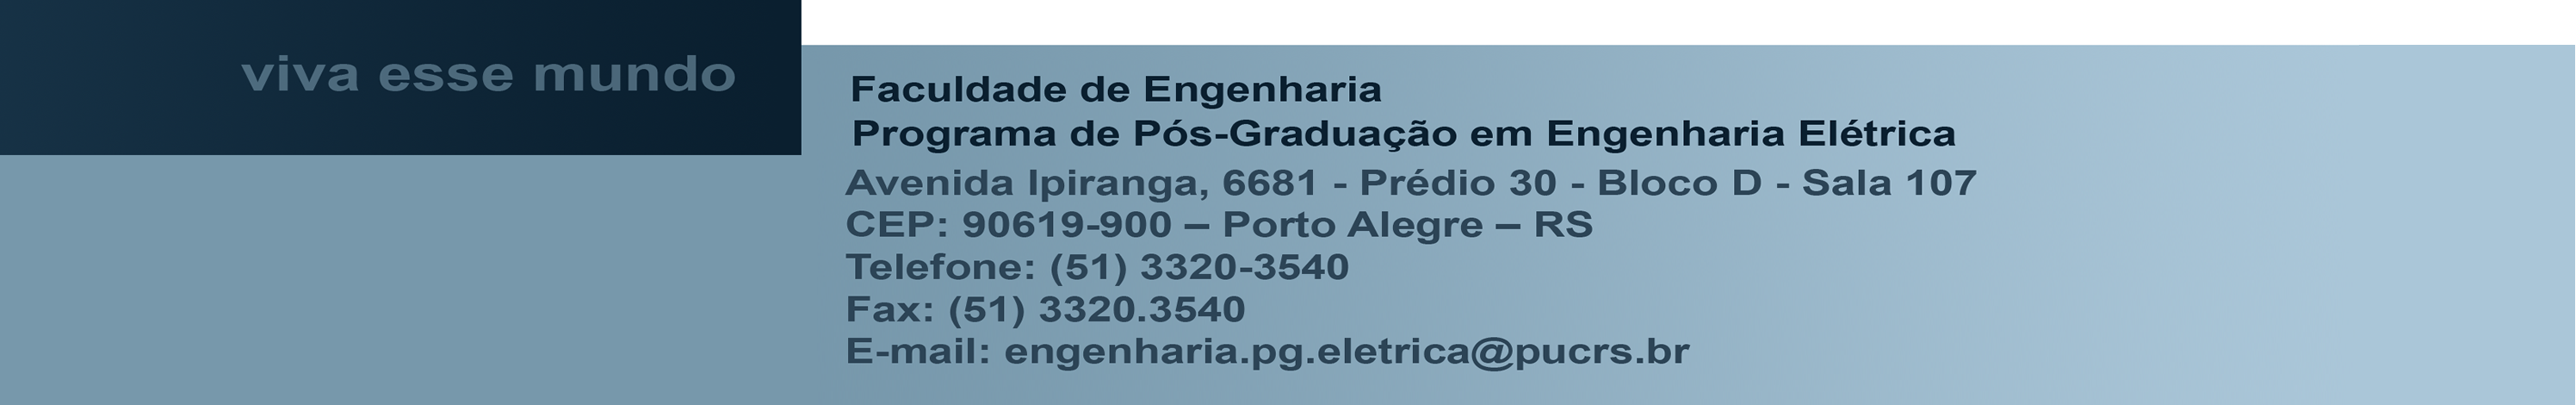 viva esse mundo
Faculdade de Engenharia
Programa de Pós-Graduação em Engenharia Elétrica
Avenida Ipiranga, 6681 - Prédio 30 - Bloco D - Sala 107
CEP: 90619-900 – Porto Alegre – RS
Telefone: (51) 3320-3540
Fax: (51) 3320.3540
E-mail: engenharia.pg.eletrica@pucrs.br